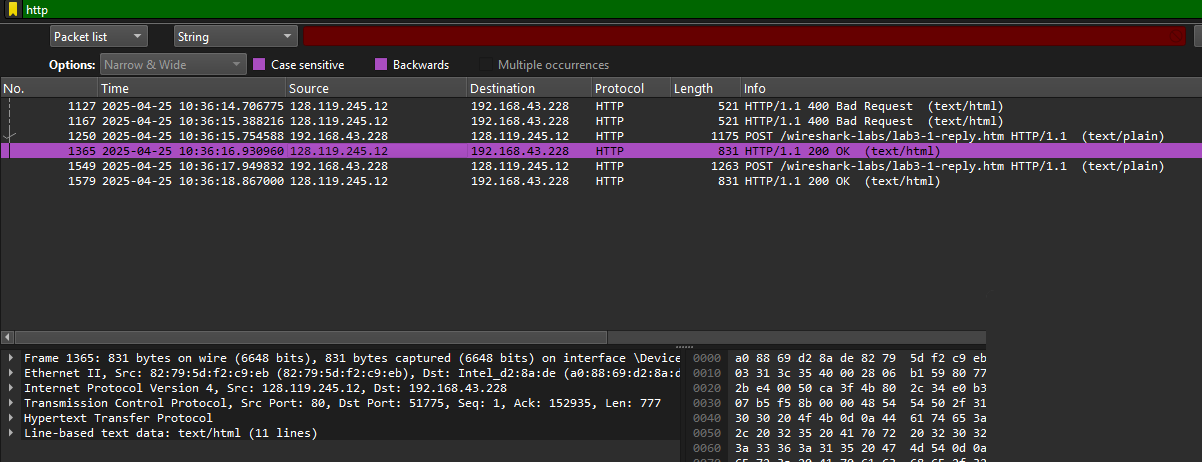 http
Packet list String
Options: Narrow & Wide Case sensitive Backwards Multiple occurrences
No. Time Source Destination Protocol Length Info
1127 2025-04-25 10:36:14.706775 128.119.245.12 192.168.43.228 HTTP 521 HTTP/1.1 400 Bad Request (text/html)
1167 2025-04-25 10:36:15.388216 128.119.245.12 192.168.43.228 HTTP 521 HTTP/1.1 400 Bad Request (text/html)
1250 2025-04-25 10:36:15.754588 192.168.43.228 128.119.245.12 HTTP 1175 POST /wireshark-labs/lab3-1-reply.htm HTTP/1.1 (text/plain)
1365 2025-04-25 10:36:16.930960 128.119.245.12 192.168.43.228 HTTP 831 HTTP/1.1 200 OK (text/html)
1549 2025-04-25 10:36:17.949832 192.168.43.228 128.119.245.12 HTTP 1263 POST /wireshark-labs/lab3-1-reply.htm HTTP/1.1 (text/plain)
1579 2025-04-25 10:36:18.867000 128.119.245.12 192.168.43.228 HTTP 831 HTTP/1.1 200 OK (text/html)
Frame 1365: 831 bytes on wire (6648 bits), 831 bytes captured (6648 bits) on interface \Device
Ethernet II, Src: 82:79:5d:f2:c9:eb (82:79:5d:f2:c9:eb), Dst: Intel_d2:8a:de (a0:88:69:d2:8a:d
Internet Protocol Version 4, Src: 128.119.245.12, Dst: 192.168.43.228
Transmission Control Protocol, Src Port: 80, Dst Port: 51775, Seq: 1, Ack: 152935, Len: 777
Hypertext Transfer Protocol
Line-based text data: text/html (11 lines)
0000 a0 88 69 d2 8a de 82 79 5d f2 c9 eb
0010 03 31 3c 35 40 00 28 06 b1 59 80 77
0020 2b e4 00 50 ca 3f 4b 80 2c 34 e0 b3
0030 07 b5 f5 8b 00 00 48 54 54 50 2f 31
0040 30 30 20 4f 4b 0d 0a 44 61 74 65 3a
0050 2c 20 32 35 20 41 70 72 20 32 30 32
0060 3a 33 36 3a 31 35 20 47 4d 54 0d 0a